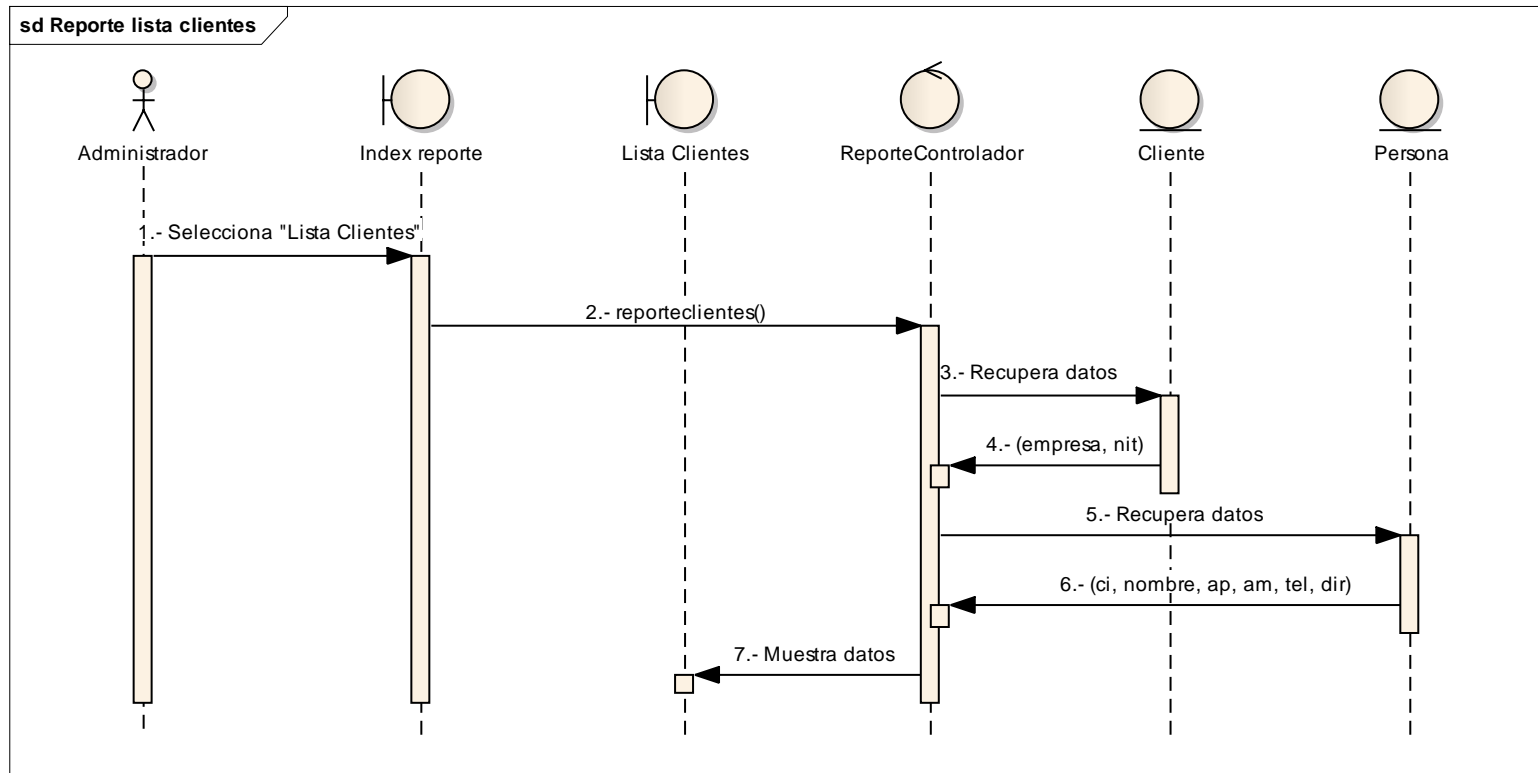 sd Reporte lista clientes
Administrador
Index reporte
Lista Clientes
ReporteControlador
Cliente
Persona
1.- Selecciona "Lista Clientes"
2.- reporteclientes()
3.- Recupera datos
4.- (empresa, nit)
5.- Recupera datos
6.- (ci, nombre, ap, am, tel, dir)
7.- Muestra datos